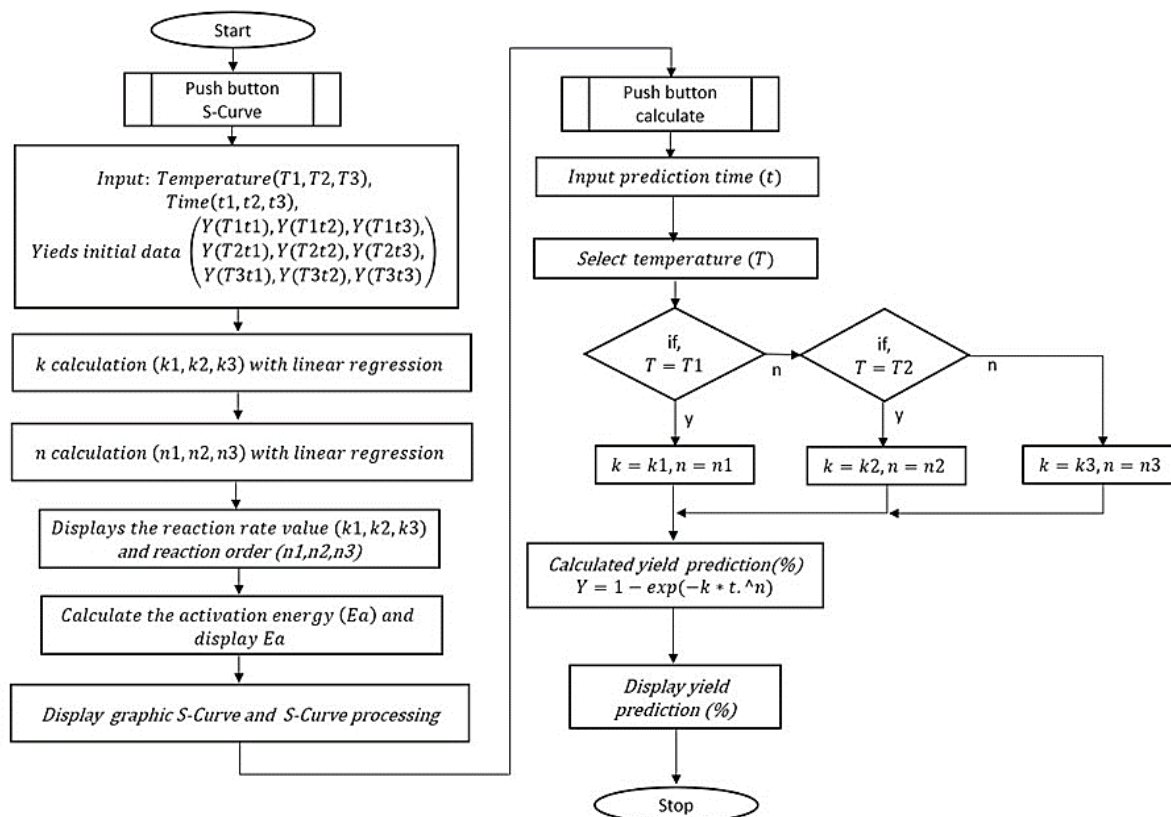 Start
Push button
S-Curve
Input: Temperature(T1, T2, T3),
Time(t1, t2, t3),
Yieds initial data (Y(T1t1), Y(T1t2), Y(T1t3),
Y(T2t1), Y(T2t2), Y(T2t3),
Y(T3t1), Y(T3t2), Y(T3t3))
k calculation (k1, k2, k3) with linear regression
n calculation (n1, n2, n3) with linear regression
Displays the reaction rate value (k1, k2, k3)
and reaction order (n1,n2,n3)
Calculate the activation energy (Ea) and
display Ea
Display graphic S-Curve and S-Curve processing
Push button
calculate
Input prediction time (t)
Select temperature (T)
if,
T = T1
n
y
if,
T = T2
n
y
k = k1, n = n1
k = k2, n = n2
k = k3, n = n3
Calculated yield prediction(%)
Y = 1 − exp(−k * t.^n)
Display yield
prediction (%)
Stop